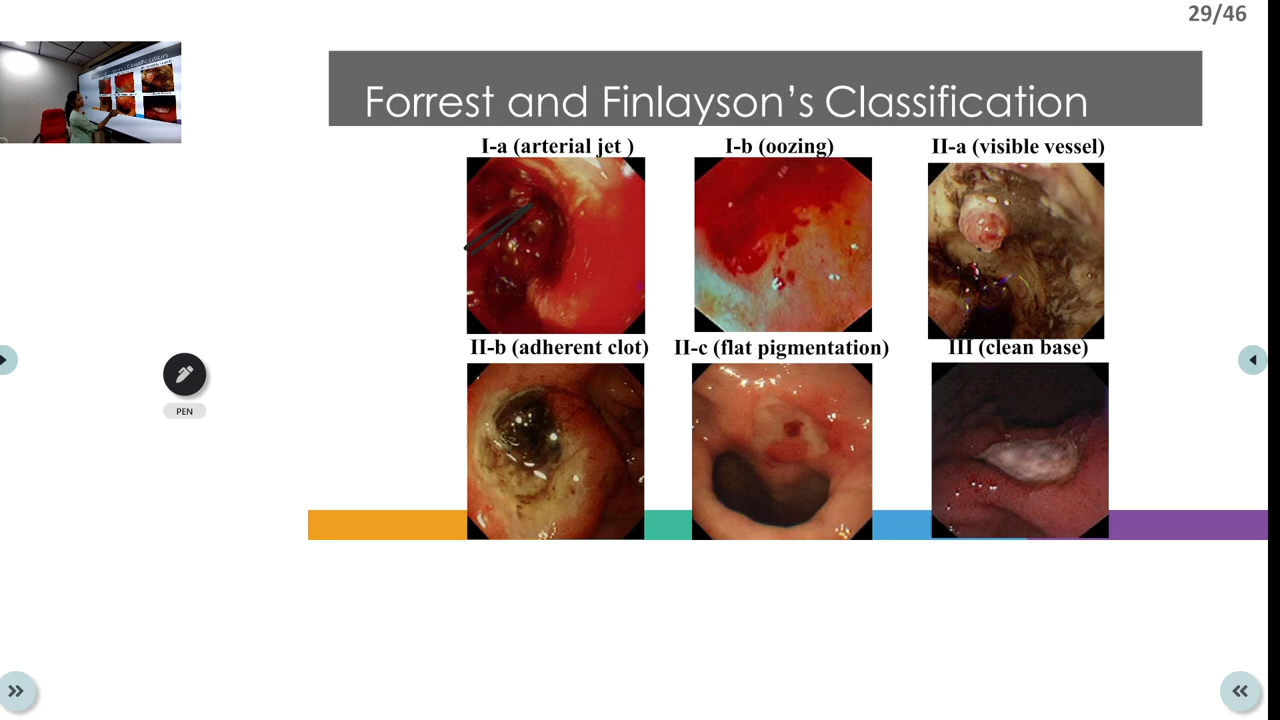 29/46
Forrest and Finlayson's Classification
I-a (arterial jet )
I-b (oozing)
II-a (visible vessel)
II-b (adherent clot)
II-c (flat pigmentation)
III (clean base)
PEN